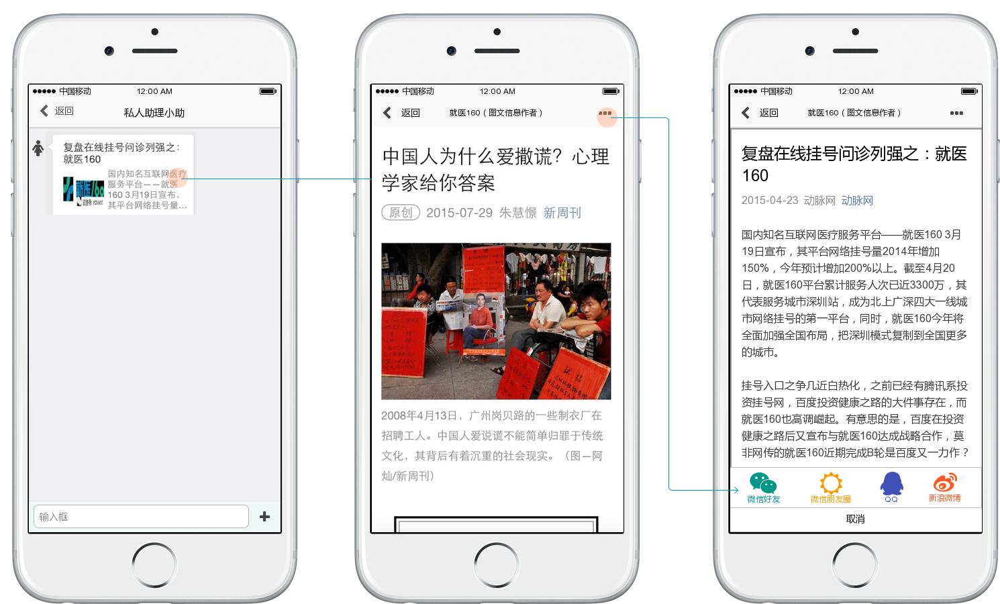 中国移动
12:00 AM
返回
私人助理小助
复盘在线挂号问诊列强之：
就医160
国内知名互联网医疗
服务平台——就医
160 3月19日宣布，
其平台网络挂号量...
就医160
输入框
中国移动
12:00 AM
返回
就医160（图文信息作者）
中国人为什么爱撒谎？心理
学家给你答案
原创 2015-07-29 朱慧憬 新周刊
2008年4月13日，广州岗贝路的一些制衣厂在
招聘工人。中国人爱说谎不能简单归罪于传统
文化，其背后有着沉重的社会现实。（图—阿
灿/新周刊）
中国移动
12:00 AM
返回
就医160（图文信息作者）
复盘在线挂号问诊列强之：就医
160
2015-04-23 动脉网 动脉网
国内知名互联网医疗服务平台——就医160 3月
19日宣布，其平台网络挂号量2014年增加
150%，今年预计增加200%以上。截至4月20
日，就医160平台累计服务人次已近3300万，其
代表服务城市深圳站，成为北上广深四大一线城
市网络挂号的第一平台，同时，就医160今年将
全面加强全国布局，把深圳模式复制到全国更多
的城市。
挂号入口之争几近白热化，之前已经有腾讯系投
资挂号网，百度投资健康之路的大件事存在，而
就医160也高调崛起。有意思的是，百度在投资
健康之路后又宣布与就医160达成战略合作，莫
非网传的就医160近期完成B轮是百度又一力作？
微信好友
微信朋友圈
QQ
新浪微博
取消